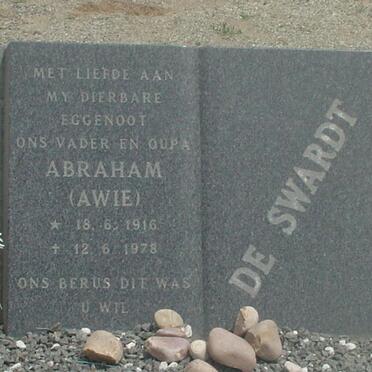 MET LIEFDE AAN
MY DIERBARE
EGGENOOT
ONS VADER EN OUPA
ABRAHAM
(AWIE)
★ 18. 6. 1916
✝ 12. 6. 1978
ONS BERUS DIT WAS
U WIL
DE SWARDT